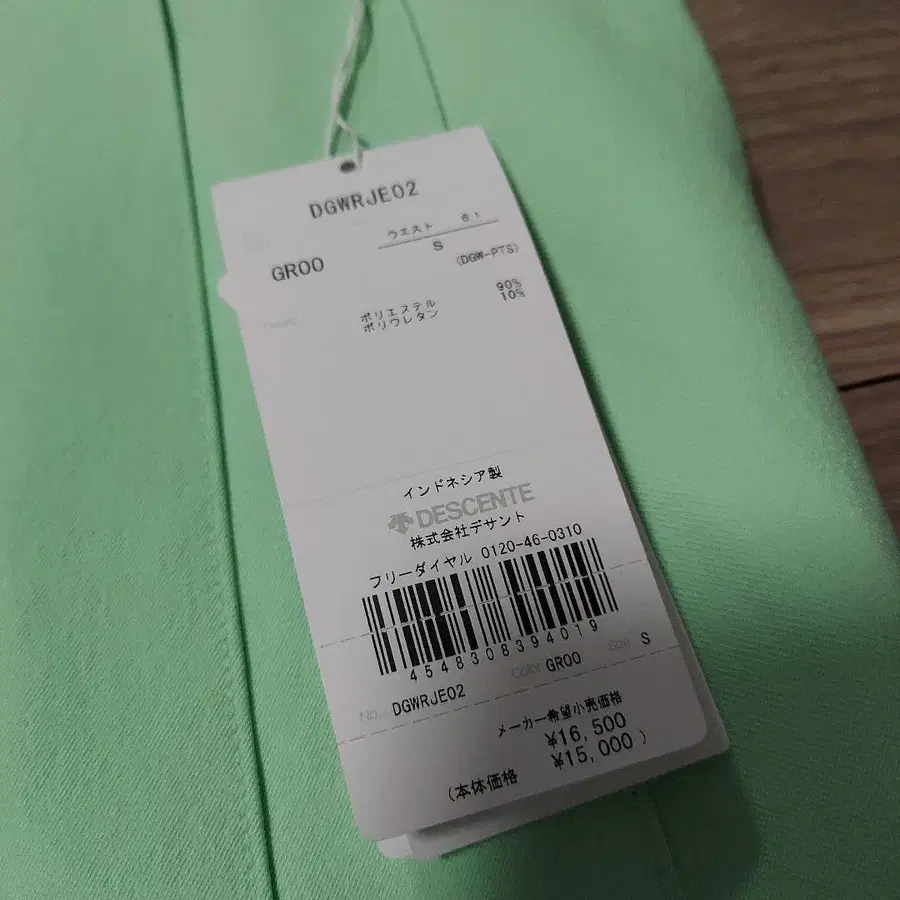 DGWRJE02
ウエスト 61
GR00 S
(DGW-PTS)
ポリエステル 90%
ポリウレタン 10%
インドネシア製
DESCENTE
株式会社デサント
フリーダイヤル 0120-46-0310
4548308394019
No. DGWRJE02 Color GR00 Size S
メーカー希望小売価格
¥16,500
(本体価格 ¥15,000)